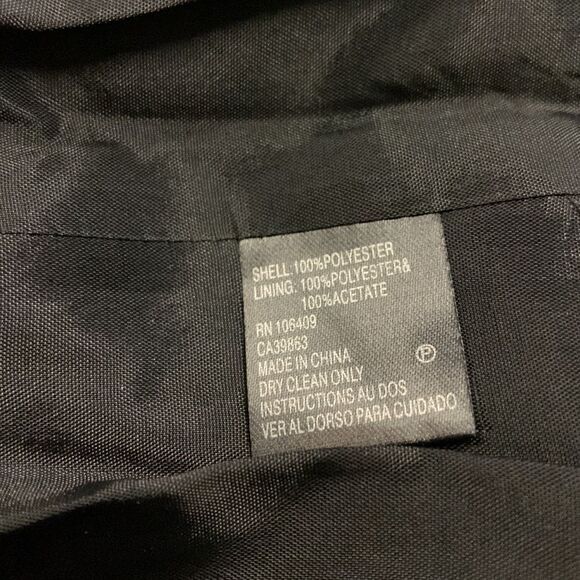 SHELL:100%POLYESTER
LINING: 100%POLYESTER&
100%ACETATE
RN 106409
CA39863
MADE IN CHINA
P
DRY CLEAN ONLY
INSTRUCTIONS AU DOS
VER AL DORSO PARA CUIDADO